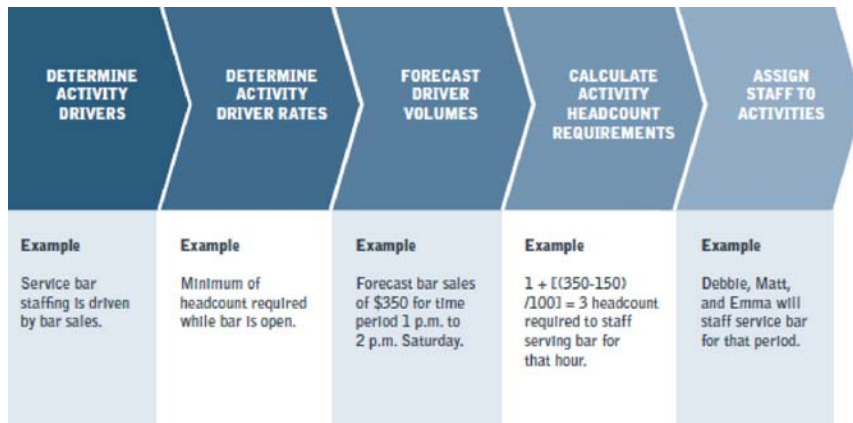 DETERMINE
ACTIVITY
DRIVERS
DETERMINE
ACTIVITY
DRIVER RATES
FORECAST
DRIVER
VOLUMES
CALCULATE
ACTIVITY
HEADCOUNT
REQUIREMENTS
ASSIGN
STAFF TO
ACTIVITIES
Example
Service bar
staffing is driven
by bar sales.
Example
Minimum of
headcount required
while bar is open.
Example
Forecast bar sales
of $350 for time
period 1 p.m. to
2 p.m. Saturday.
Example
1 + [(350-150)
/100] = 3 headcount
required to staff
serving bar for
that hour.
Example
Debbie, Matt,
and Emma will
staff service bar
for that period.